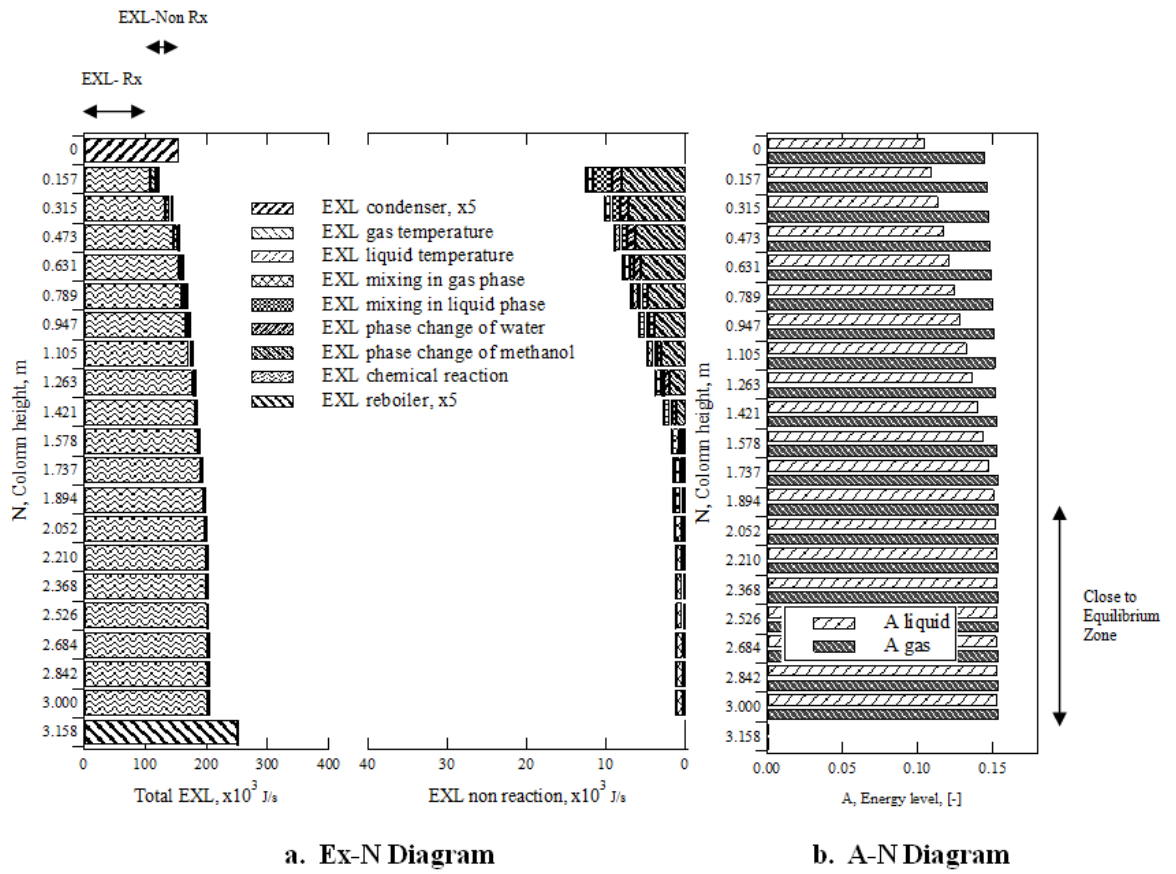 EXL-Non Rx
EXL- Rx
0
0.157
0.315
0.473
0.631
0.789
0.947
1.105
1.263
1.421
1.578
1.737
1.894
2.052
2.210
2.368
2.526
2.684
2.842
3.000
3.158
N, Colomn height, m
0
100
200
300
400
Total EXL, x10³ J/s
EXL condenser, x5
EXL gas temperature
EXL liquid temperature
EXL mixing in gas phase
EXL mixing in liquid phase
EXL phase change of water
EXL phase change of methanol
EXL chemical reaction
EXL reboiler, x5
40
30
20
10
0
EXL non reaction, x10³ J/s
a. Ex-N Diagram
0
0.157
0.315
0.473
0.631
0.789
0.947
1.105
1.263
1.421
1.578
1.737
1.894
2.052
2.210
2.368
2.526
2.684
2.842
3.000
3.158
N, Colomn height, m
A liquid
A gas
0.00
0.05
0.10
0.15
A, Energy level, [-]
Close to
Equilibrium
Zone
b. A-N Diagram